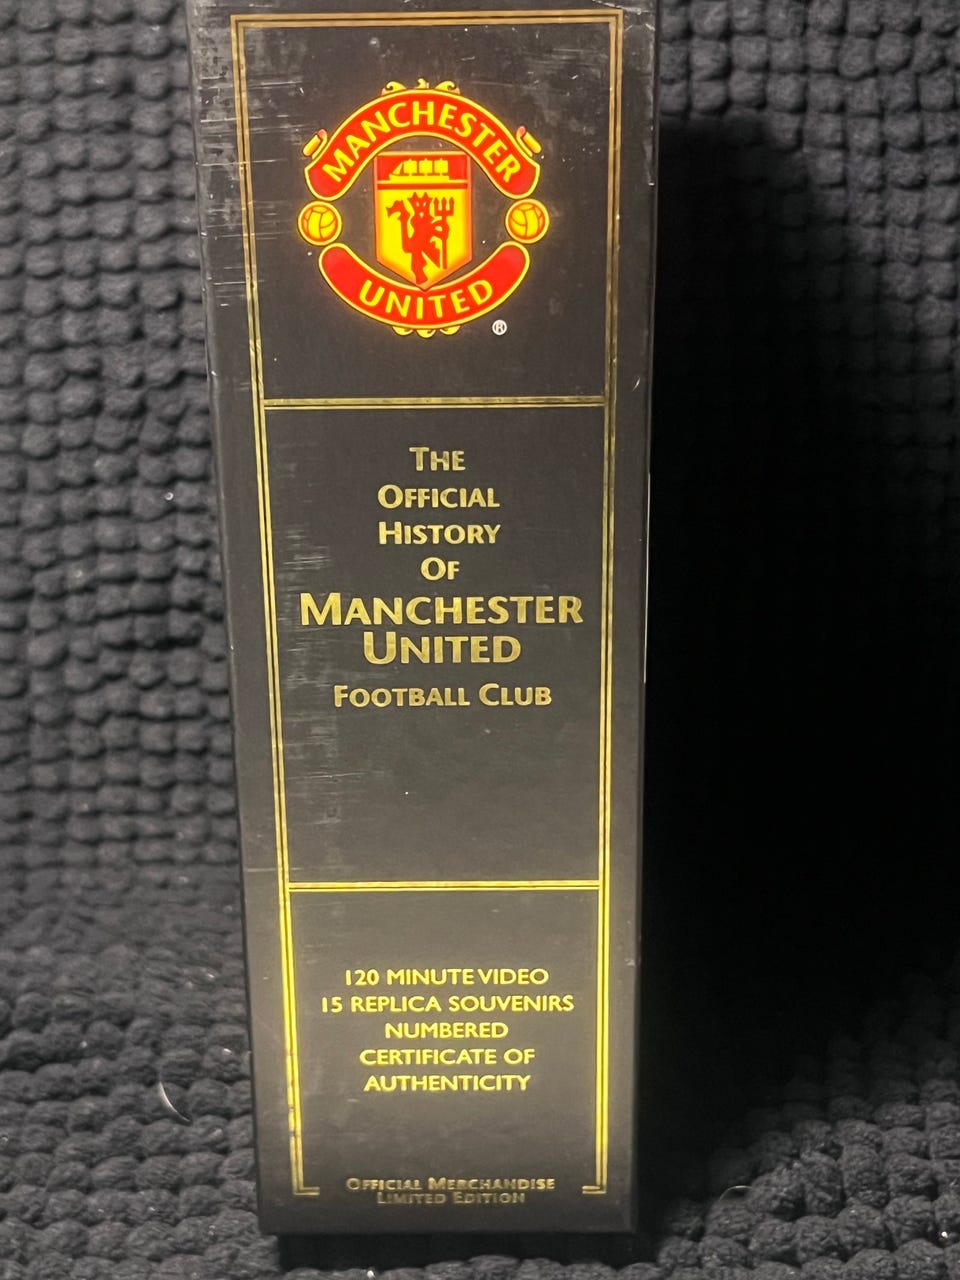 MANCHESTER
UNITED
®
THE
OFFICIAL
HISTORY
OF
MANCHESTER
UNITED
FOOTBALL CLUB
120 MINUTE VIDEO
15 REPLICA SOUVENIRS
NUMBERED
CERTIFICATE OF
AUTHENTICITY
OFFICIAL MERCHANDISE
LIMITED EDITION